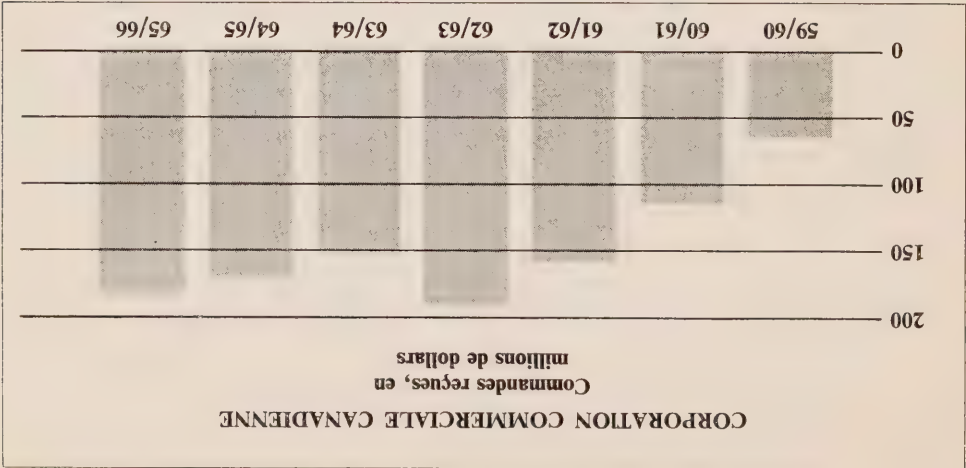 CORPORATION COMMERCIALE CANADIENNE
Commandes reçues, en
millions de dollars
200
150
100
50
0
59/60 60/61 61/62 62/63 63/64 64/65 65/66